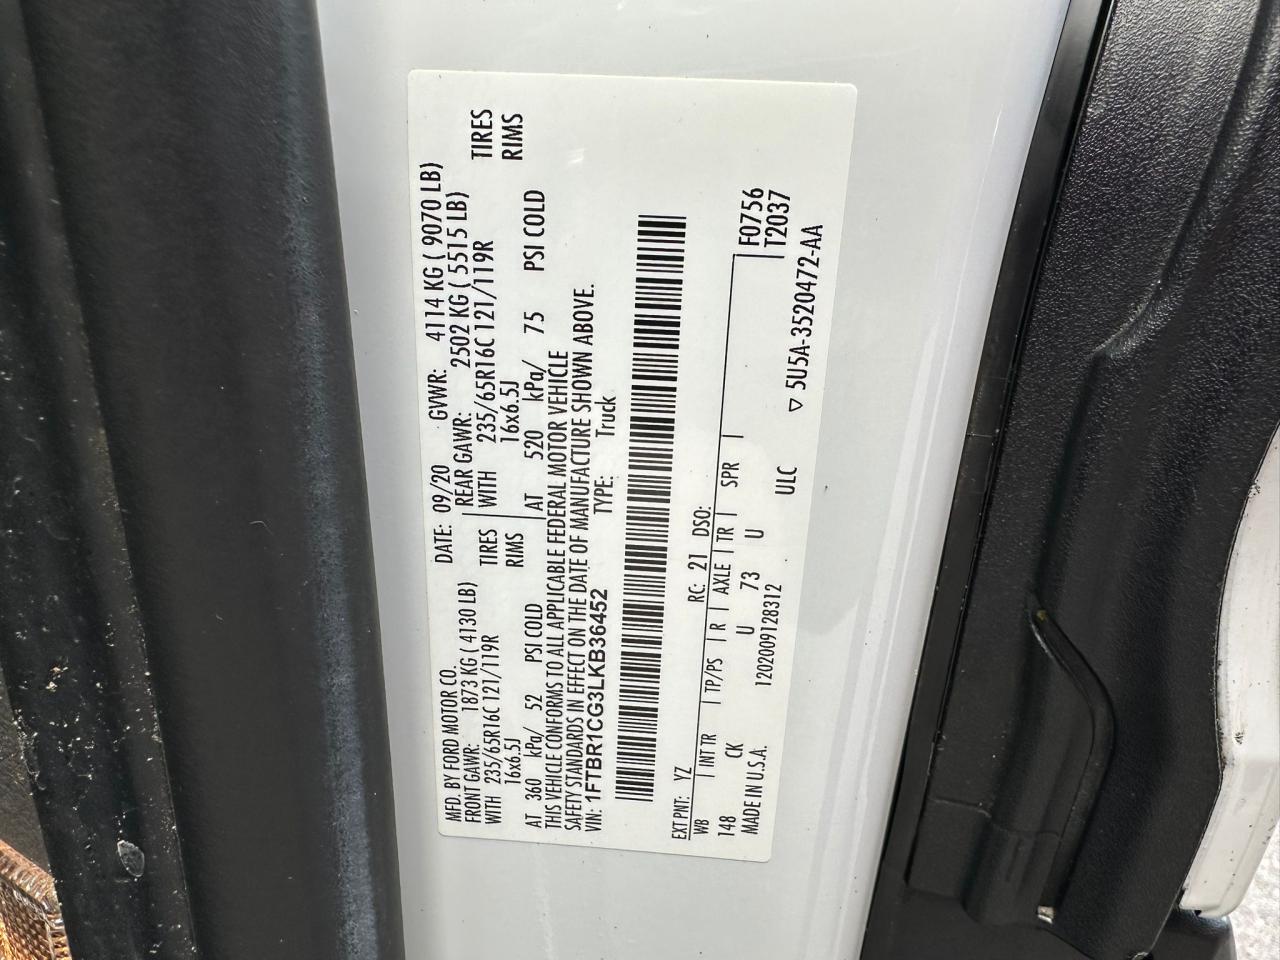 MFD. BY FORD MOTOR CO.
DATE: 09/20 GVWR: 4114 KG ( 9070 LB)
FRONT GAWR: 1873 KG ( 4130 LB) REAR GAWR: 2502 KG ( 5515 LB)
WITH 235/65R16C 121/119R TIRES WITH 235/65R16C 121/119R TIRES
16x6.5J RIMS 16x6.5J RIMS
AT 360 kPa/ 52 PSI COLD AT 520 kPa/ 75 PSI COLD
THIS VEHICLE CONFORMS TO ALL APPLICABLE FEDERAL MOTOR VEHICLE
SAFETY STANDARDS IN EFFECT ON THE DATE OF MANUFACTURE SHOWN ABOVE.
VIN: 1FTBR1CG3LKB36452 TYPE: Truck
EXT PNT: YZ RC: 21 DSO:
WB INT TR TP/PS R AXLE TR SPR F0756
148 CK U 73 U T2037
MADE IN U.S.A. 1202009128312 ULC
▽ 5U5A-3520472-AA